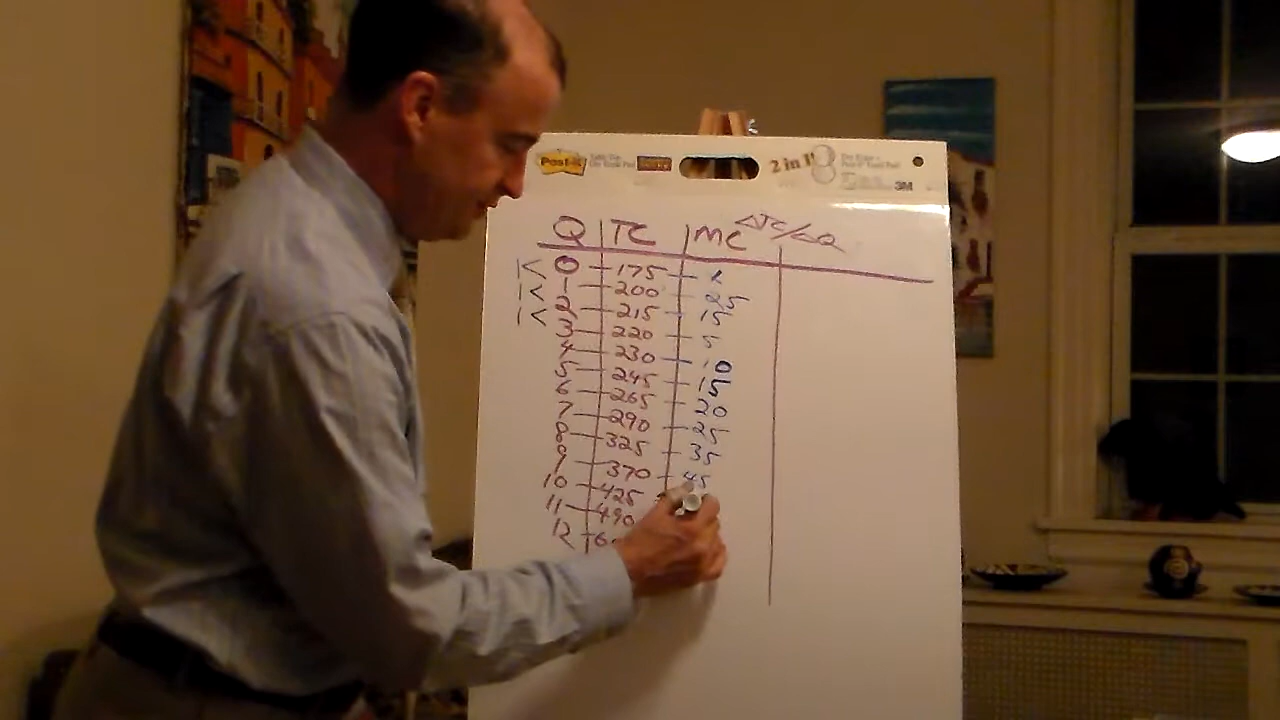 Post-it
2 in 1!
3M
Q TC MC ΔTC/ΔQ
0 175 x
1 200 25
2 215 15
3 220 5
4 230 10
5 245 15
6 265 20
7 290 25
8 325 35
9 370 45
10 425
11 490
12 6